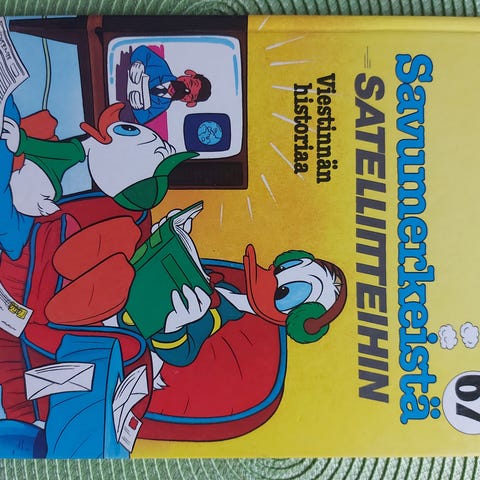 67
Savumerkeistä
SATELLIITTEIHIN
Viestinnän
historiaa